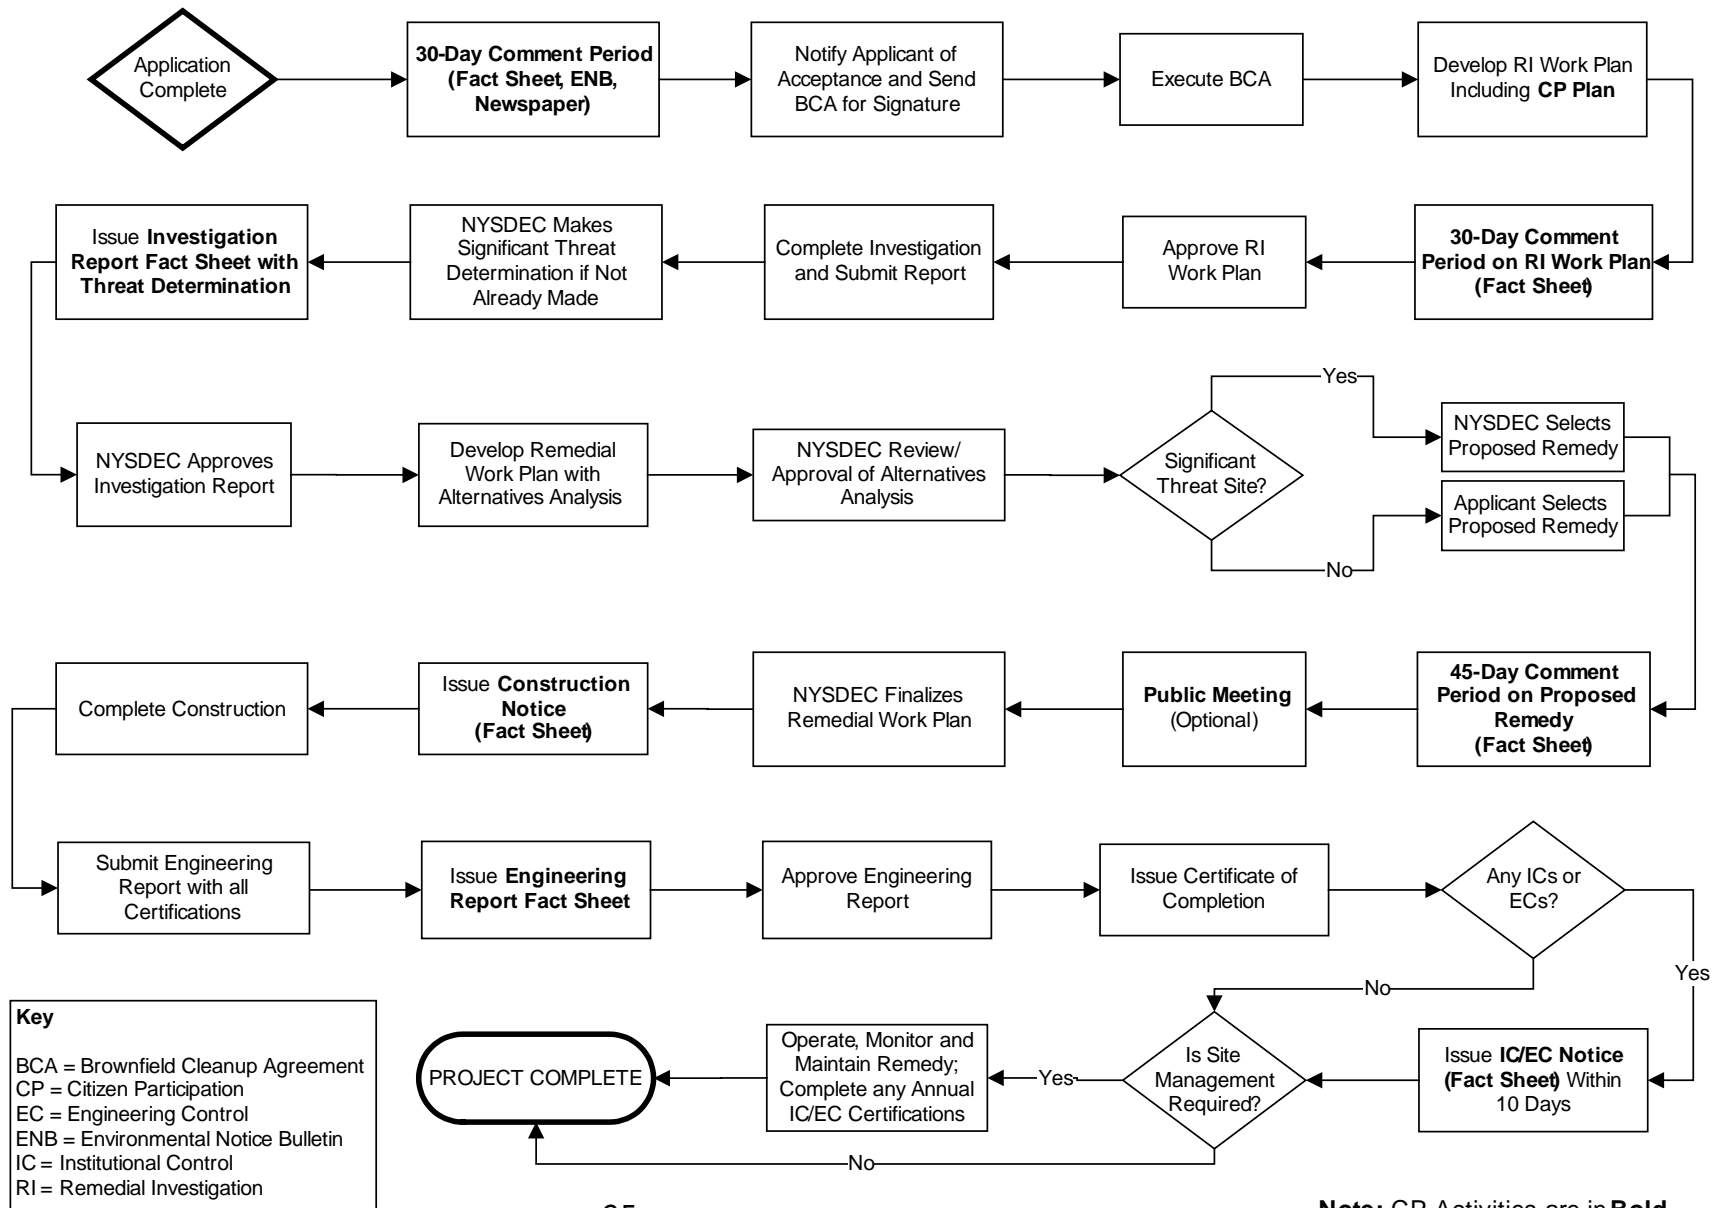 Application
Complete
30-Day Comment Period
(Fact Sheet, ENB,
Newspaper)
Notify Applicant of
Acceptance and Send
BCA for Signature
Execute BCA
Develop RI Work Plan
Including CP Plan
Issue Investigation
Report Fact Sheet with
Threat Determination
NYSDEC Makes
Significant Threat
Determination if Not
Already Made
Complete Investigation
and Submit Report
Approve RI
Work Plan
30-Day Comment
Period on RI Work Plan
(Fact Sheet)
NYSDEC Approves
Investigation Report
Develop Remedial
Work Plan with
Alternatives Analysis
NYSDEC Review/
Approval of Alternatives
Analysis
Significant
Threat Site?
Yes
No
NYSDEC Selects
Proposed Remedy
Applicant Selects
Proposed Remedy
Complete Construction
Issue Construction
Notice
(Fact Sheet)
NYSDEC Finalizes
Remedial Work Plan
Public Meeting
(Optional)
45-Day Comment
Period on Proposed
Remedy
(Fact Sheet)
Submit Engineering
Report with all
Certifications
Issue Engineering
Report Fact Sheet
Approve Engineering
Report
Issue Certificate of
Completion
Any ICs or
ECs?
Yes
No
PROJECT COMPLETE
Operate, Monitor and
Maintain Remedy;
Complete any Annual
IC/EC Certifications
Yes
Is Site
Management
Required?
Issue IC/EC Notice
(Fact Sheet) Within
10 Days
No
Key
BCA = Brownfield Cleanup Agreement
CP = Citizen Participation
EC = Engineering Control
ENB = Environmental Notice Bulletin
IC = Institutional Control
RI = Remedial Investigation
Note: CP Activities are in Bold